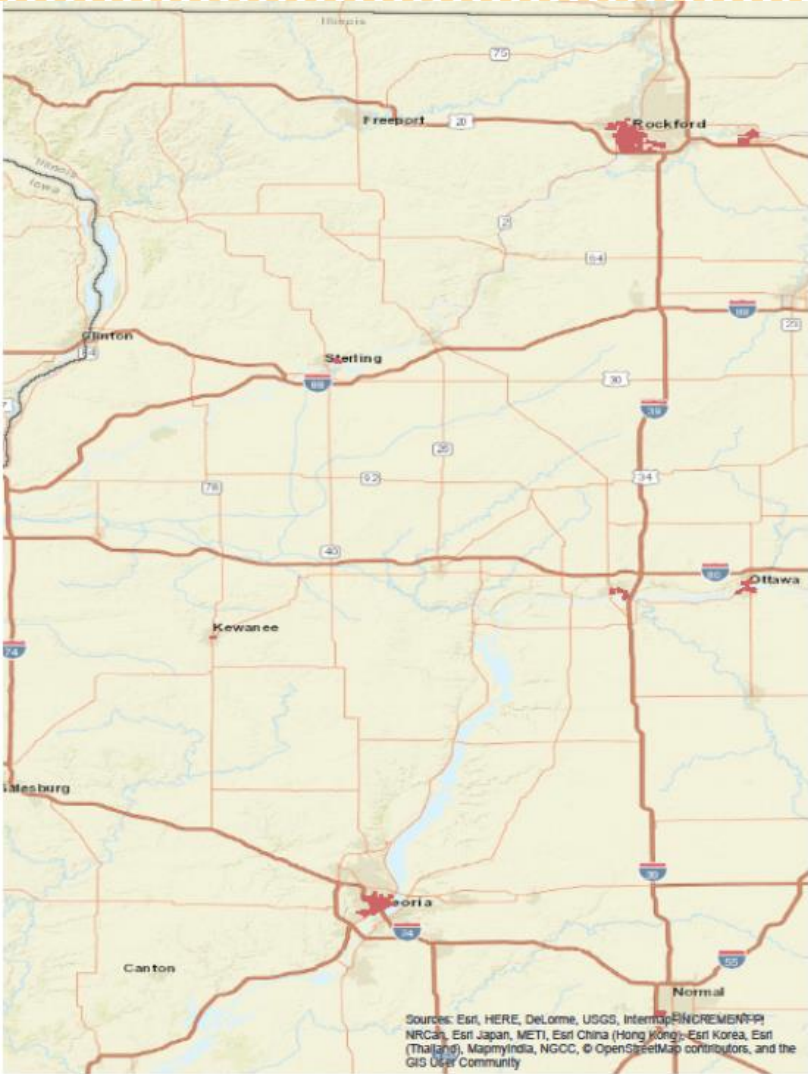 Illinois
75
Freeport
20
Rockford
Illinois
Iowa
2
64
Clinton
84
88
23
Sterling
88
30
39
26
78
92
34
40
80
Ottawa
Kewanee
74
Galesburg
39
Peoria
74
Canton
55
Normal
Sources: Esri, HERE, DeLorme, USGS, Intermap, INCREMENT P,
NRCan, Esri Japan, METI, Esri China (Hong Kong), Esri Korea, Esri
(Thailand), MapmyIndia, NGCC, © OpenStreetMap contributors, and the
GIS User Community